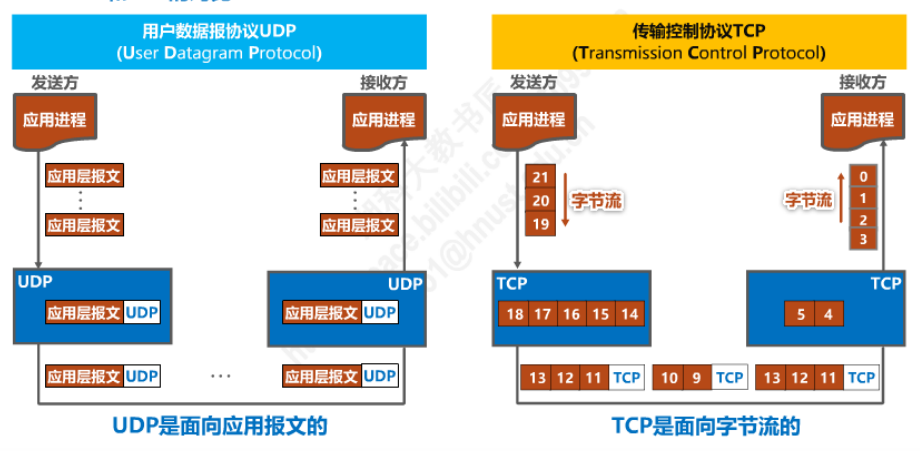 用户数据报协议UDP
(User Datagram Protocol)
发送方
接收方
应用进程
应用进程
应用层报文
应用层报文
应用层报文
应用层报文
UDP
UDP
应用层报文 UDP
应用层报文 UDP
应用层报文 UDP
...
应用层报文 UDP
UDP是面向应用报文的
传输控制协议TCP
(Transmission Control Protocol)
发送方
接收方
应用进程
应用进程
21
20
19
字节流
字节流
0
1
2
3
TCP
TCP
18 17 16 15 14
5 4
13 12 11 TCP
10 9 TCP
13 12 11 TCP
TCP是面向字节流的